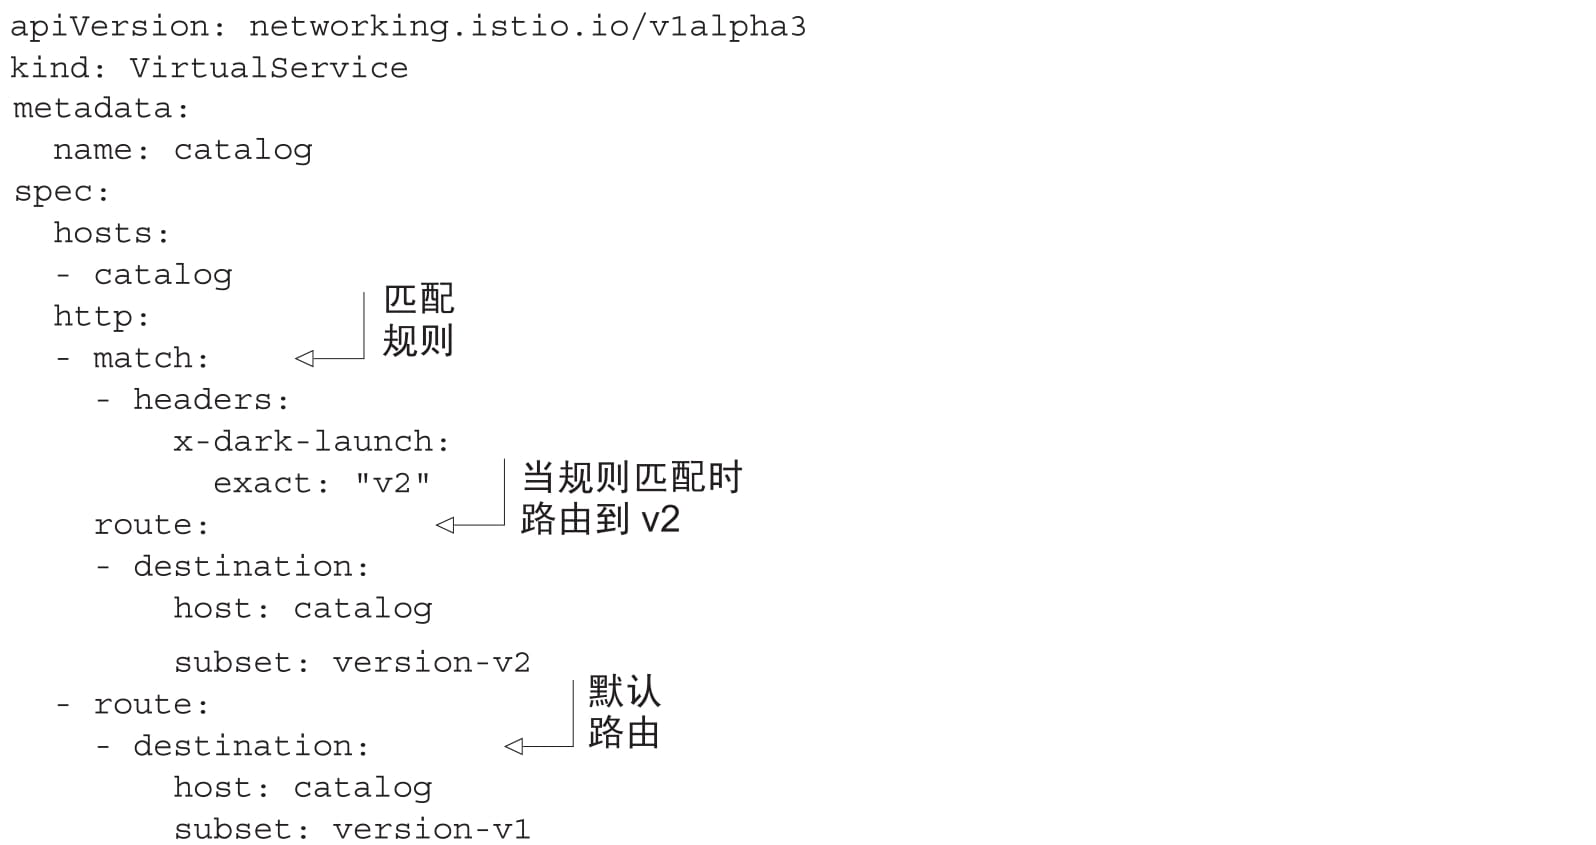 apiVersion: networking.istio.io/v1alpha3
kind: VirtualService
metadata:
  name: catalog
spec:
  hosts:
  - catalog
  http:
  - match:
匹配
规则
    - headers:
        x-dark-launch:
          exact: "v2"
    route:
当规则匹配时
路由到 v2
    - destination:
        host: catalog
        subset: version-v2
  - route:
    - destination:
默认
路由
        host: catalog
        subset: version-v1